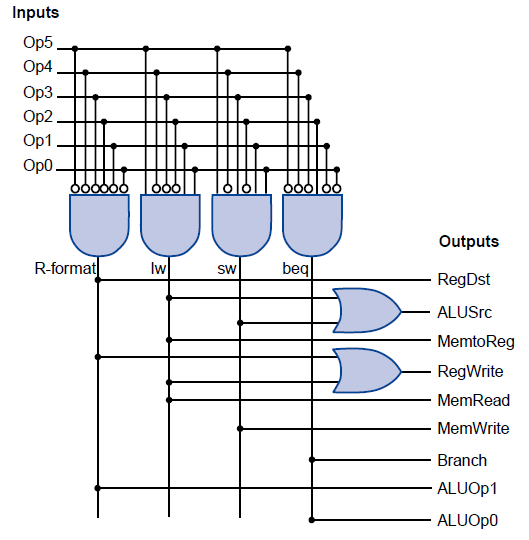 Inputs
Op5
Op4
Op3
Op2
Op1
Op0
R-format lw sw beq
Outputs
RegDst
ALUSrc
MemtoReg
RegWrite
MemRead
MemWrite
Branch
ALUOp1
ALUOp0